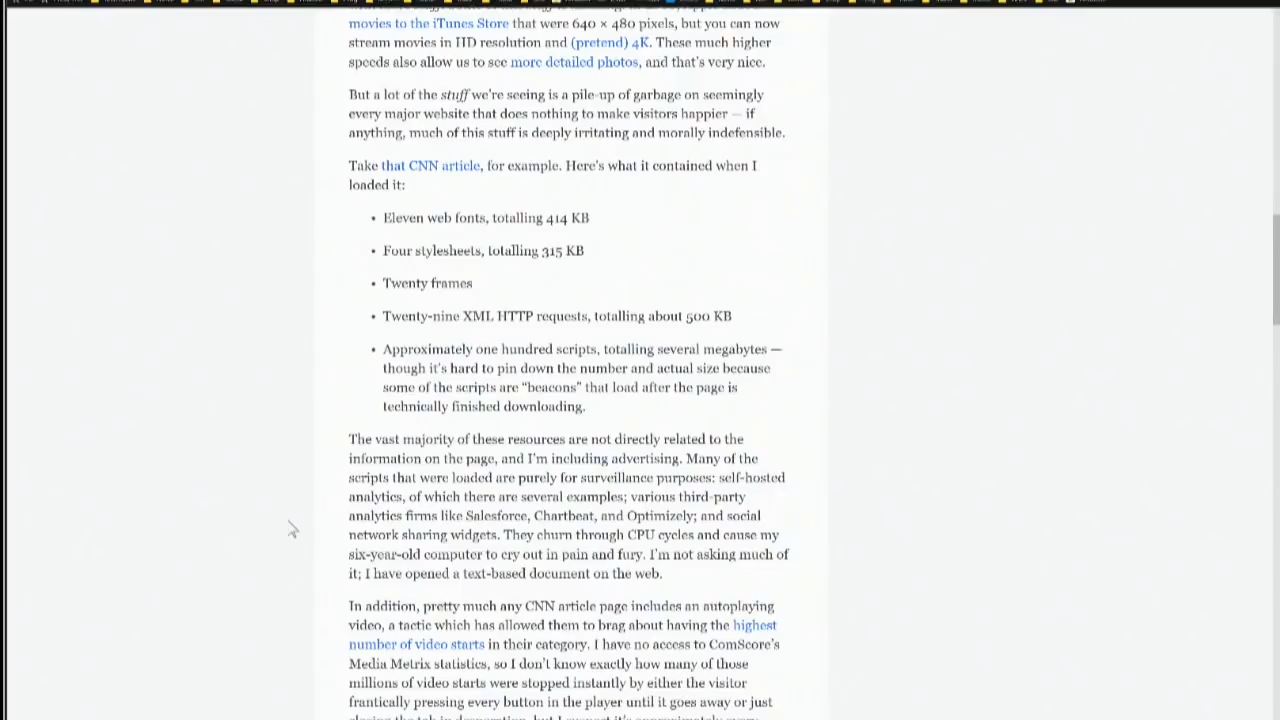 movies to the iTunes Store that were 640 × 480 pixels, but you can now
stream movies in HD resolution and (pretend) 4K. These much higher
speeds also allow us to see more detailed photos, and that's very nice.
But a lot of the stuff we're seeing is a pile-up of garbage on seemingly
every major website that does nothing to make visitors happier — if
anything, much of this stuff is deeply irritating and morally indefensible.
Take that CNN article, for example. Here's what it contained when I
loaded it:
• Eleven web fonts, totalling 414 KB
• Four stylesheets, totalling 315 KB
• Twenty frames
• Twenty-nine XML HTTP requests, totalling about 500 KB
• Approximately one hundred scripts, totalling several megabytes —
though it's hard to pin down the number and actual size because
some of the scripts are “beacons” that load after the page is
technically finished downloading.
The vast majority of these resources are not directly related to the
information on the page, and I'm including advertising. Many of the
scripts that were loaded are purely for surveillance purposes: self-hosted
analytics, of which there are several examples; various third-party
analytics firms like Salesforce, Chartbeat, and Optimizely; and social
network sharing widgets. They churn through CPU cycles and cause my
six-year-old computer to cry out in pain and fury. I'm not asking much of
it; I have opened a text-based document on the web.
In addition, pretty much any CNN article page includes an autoplaying
video, a tactic which has allowed them to brag about having the highest
number of video starts in their category. I have no access to ComScore's
Media Metrix statistics, so I don't know exactly how many of those
millions of video starts were stopped instantly by either the visitor
frantically pressing every button in the player until it goes away or just